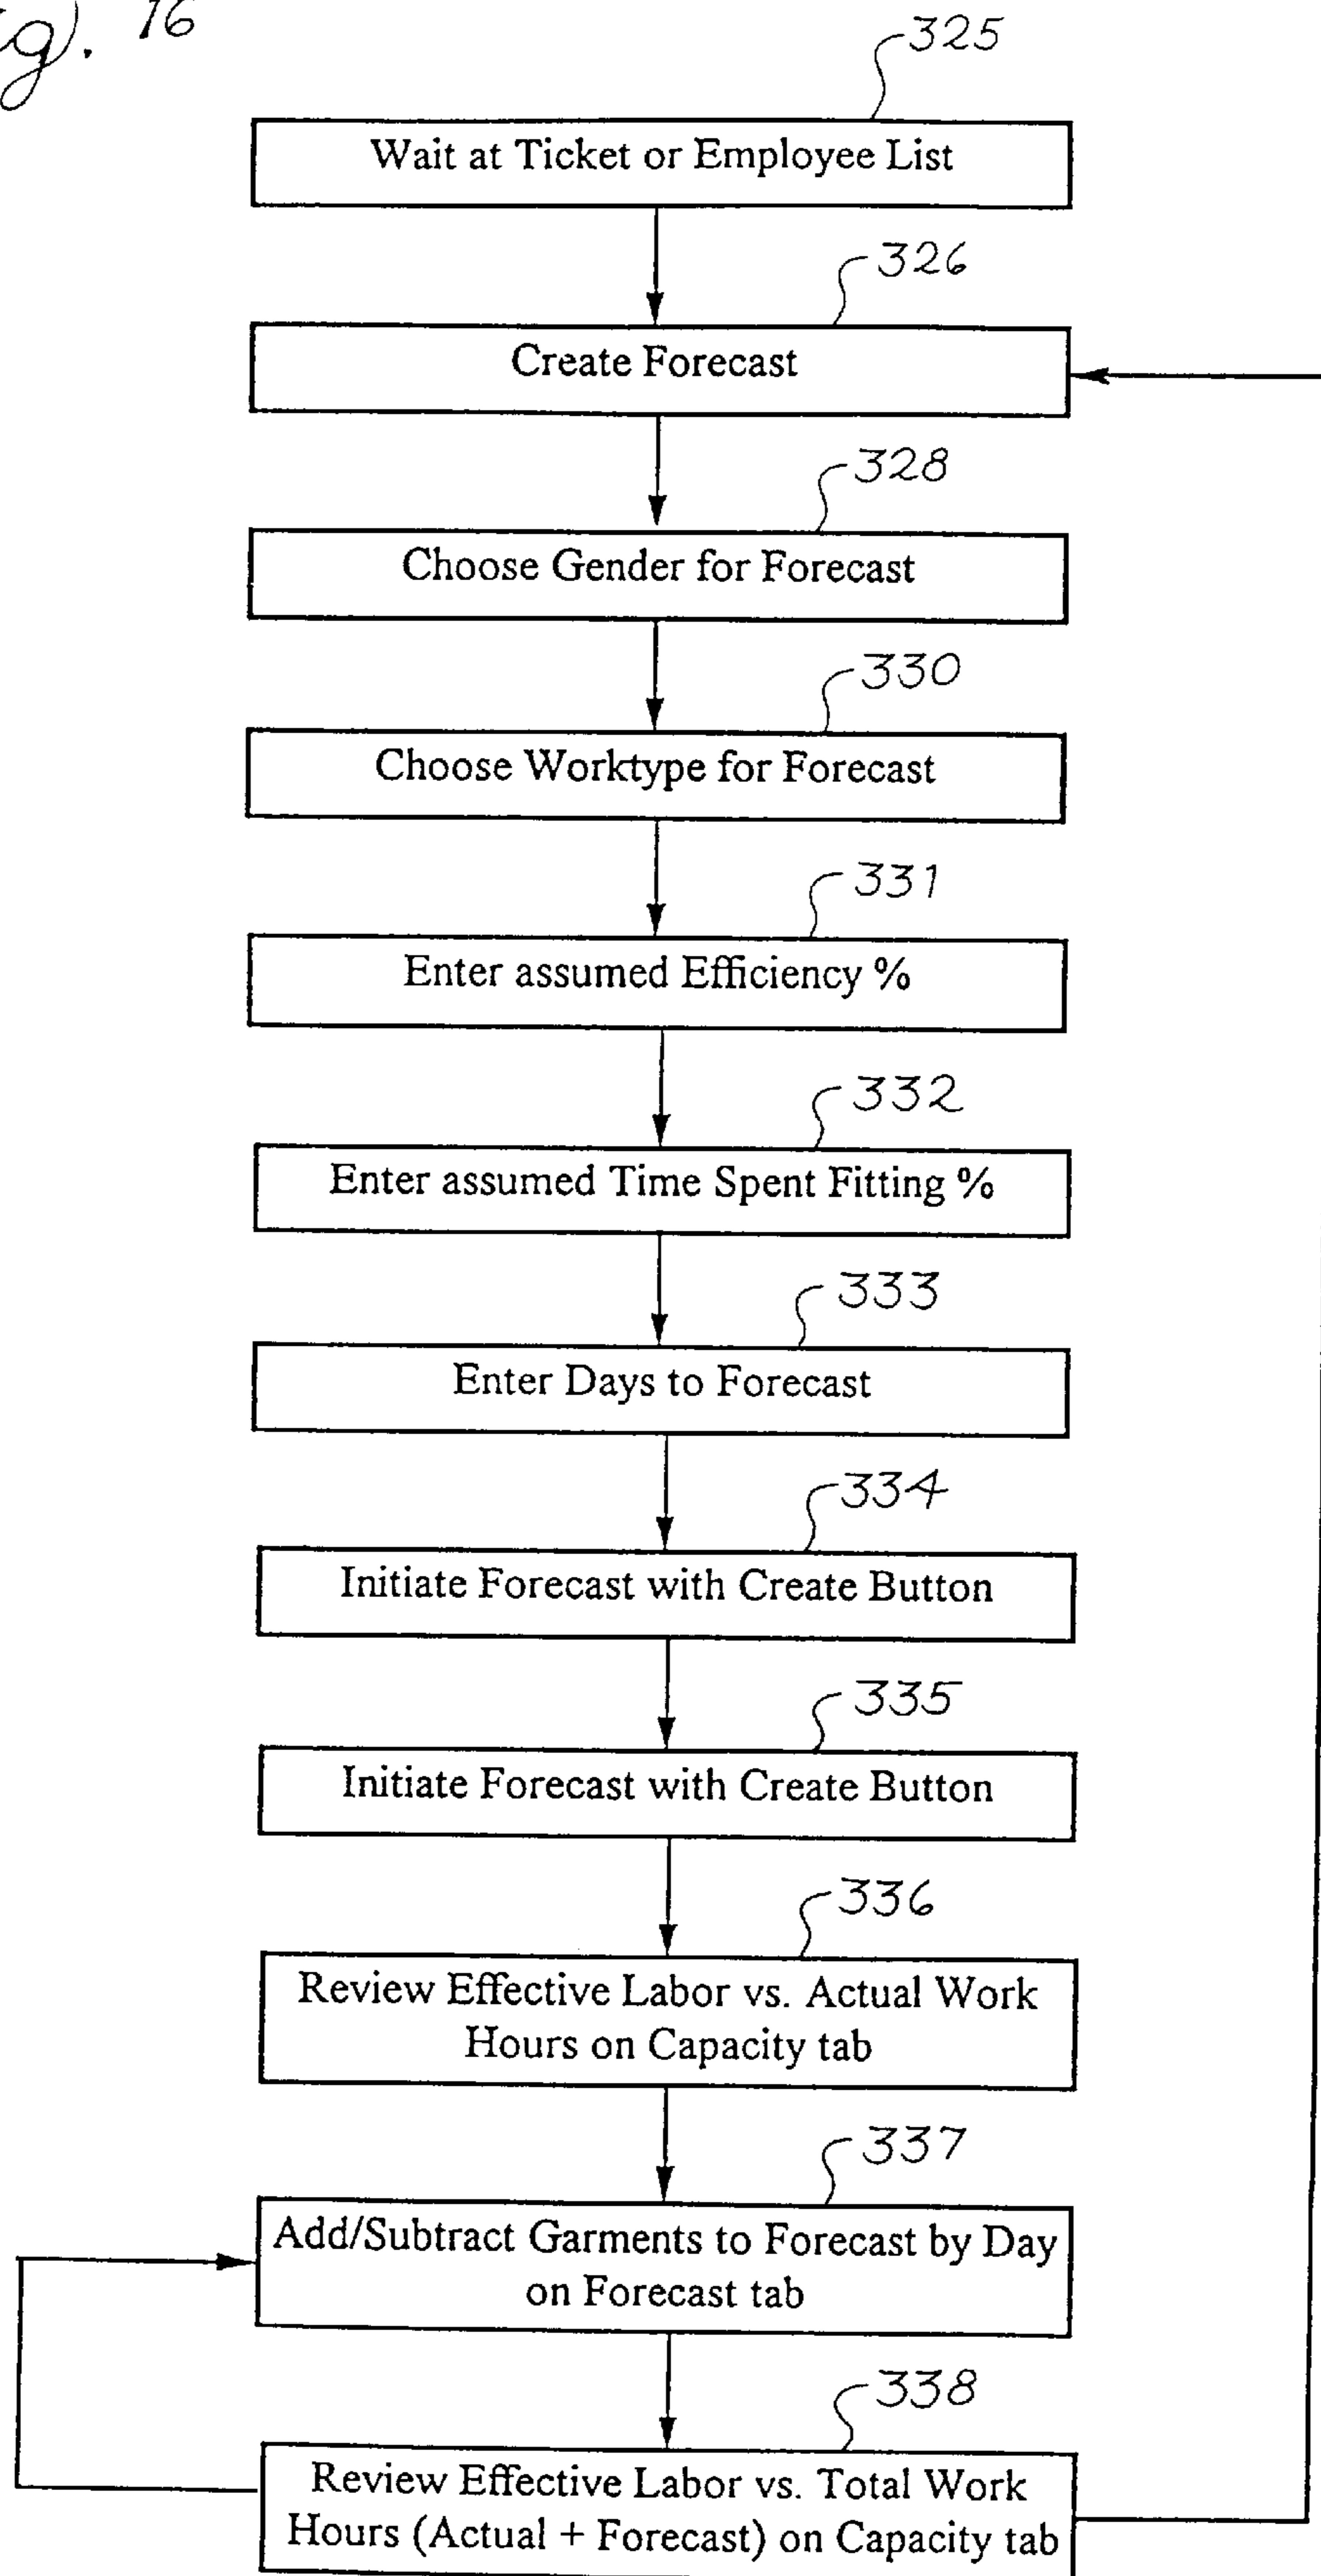 g. 16
325
Wait at Ticket or Employee List
326
Create Forecast
328
Choose Gender for Forecast
330
Choose Worktype for Forecast
331
Enter assumed Efficiency %
332
Enter assumed Time Spent Fitting %
333
Enter Days to Forecast
334
Initiate Forecast with Create Button
335
Initiate Forecast with Create Button
336
Review Effective Labor vs. Actual Work
Hours on Capacity tab
337
Add/Subtract Garments to Forecast by Day
on Forecast tab
338
Review Effective Labor vs. Total Work
Hours (Actual + Forecast) on Capacity tab